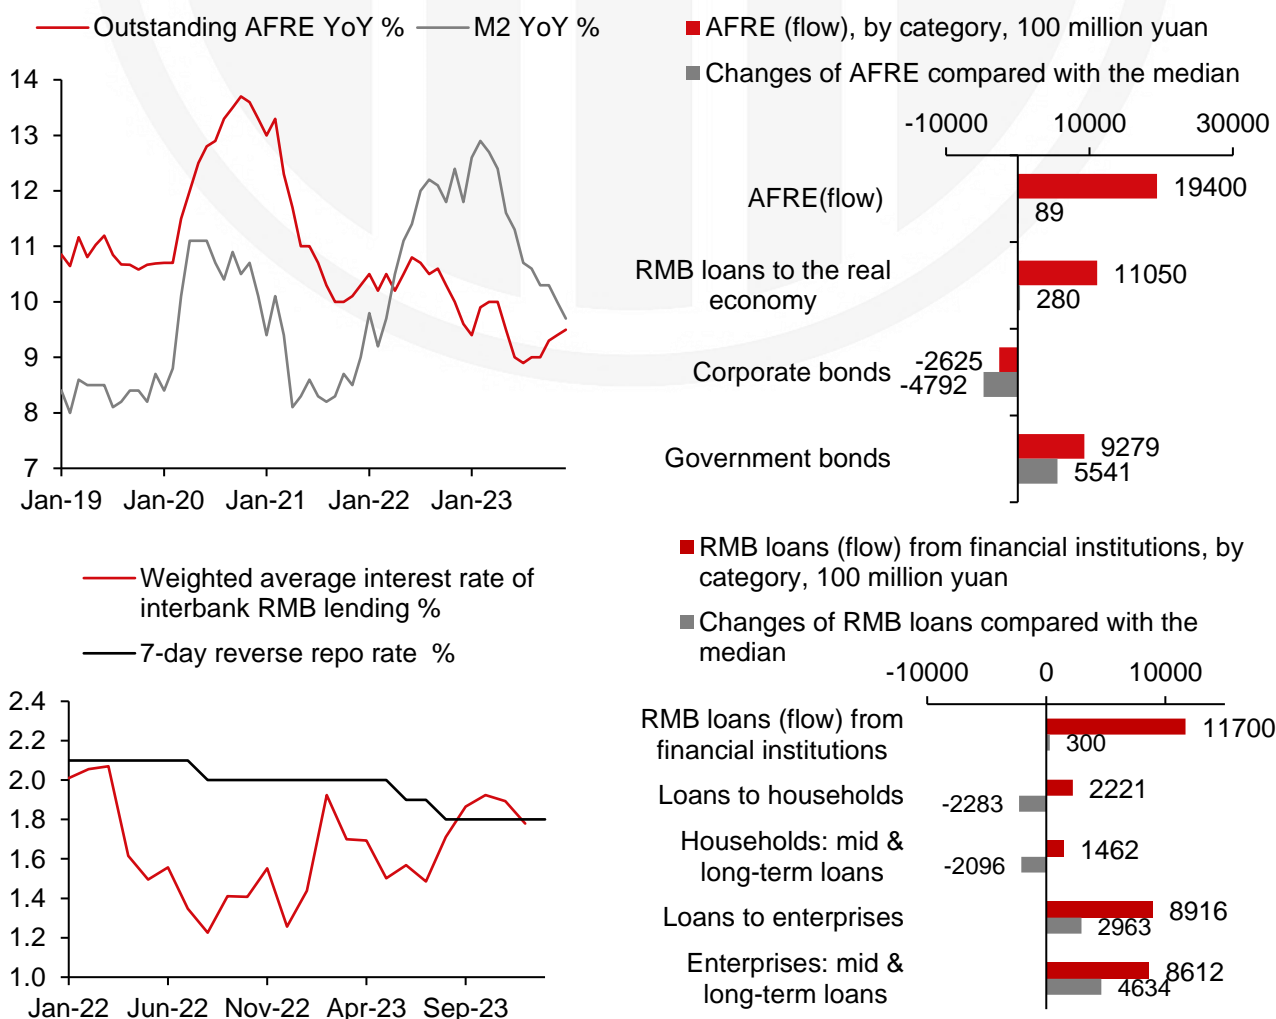 Outstanding AFRE YoY %
M2 YoY %
14
13
12
11
10
9
8
7
Jan-19
Jan-20
Jan-21
Jan-22
Jan-23
AFRE (flow), by category, 100 million yuan
Changes of AFRE compared with the median
-10000
10000
30000
AFRE(flow)
19400
89
RMB loans to the real
economy
11050
280
Corporate bonds
-2625
-4792
Government bonds
9279
5541
Weighted average interest rate of
interbank RMB lending %
7-day reverse repo rate %
2.4
2.2
2.0
1.8
1.6
1.4
1.2
1.0
Jan-22
Jun-22
Nov-22
Apr-23
Sep-23
RMB loans (flow) from financial institutions, by
category, 100 million yuan
Changes of RMB loans compared with the
median
-10000
0
10000
RMB loans (flow) from
financial institutions
11700
300
Loans to households
2221
-2283
Households: mid &
long-term loans
1462
-2096
Loans to enterprises
8916
2963
Enterprises: mid &
long-term loans
8612
4634